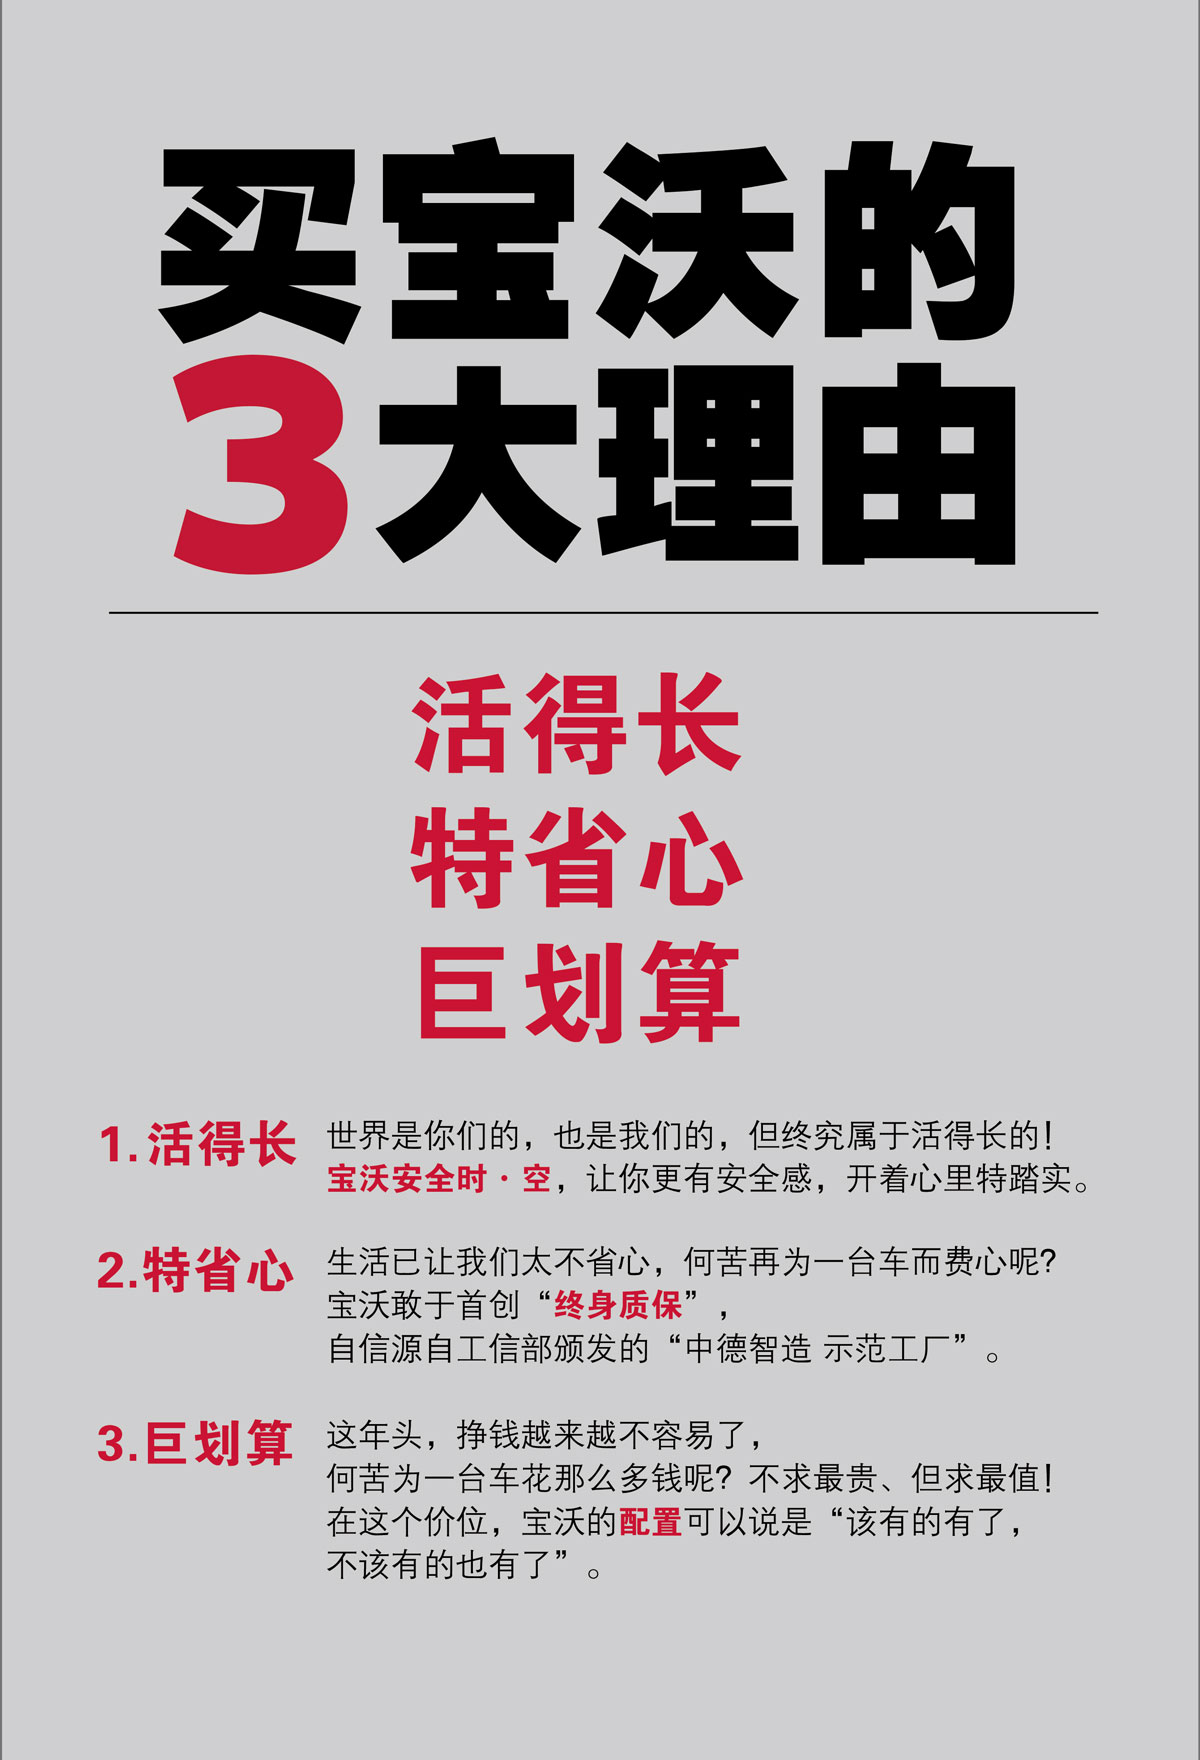 买宝沃的
3大理由
活得长
特省心
巨划算
1.活得长
世界是你们的，也是我们的，但终究属于活得长的！
宝沃安全时·空，让你更有安全感，开着心里特踏实。
2.特省心
生活已让我们太不省心，何苦再为一台车而费心呢？
宝沃敢于首创“终身质保”，
自信源自工信部颁发的“中德智造 示范工厂”。
3.巨划算
这年头，挣钱越来越不容易了，
何苦为一台车花那么多钱呢？不求最贵、但求最值！
在这个价位，宝沃的配置可以说是“该有的有了，
不该有的也有了”。